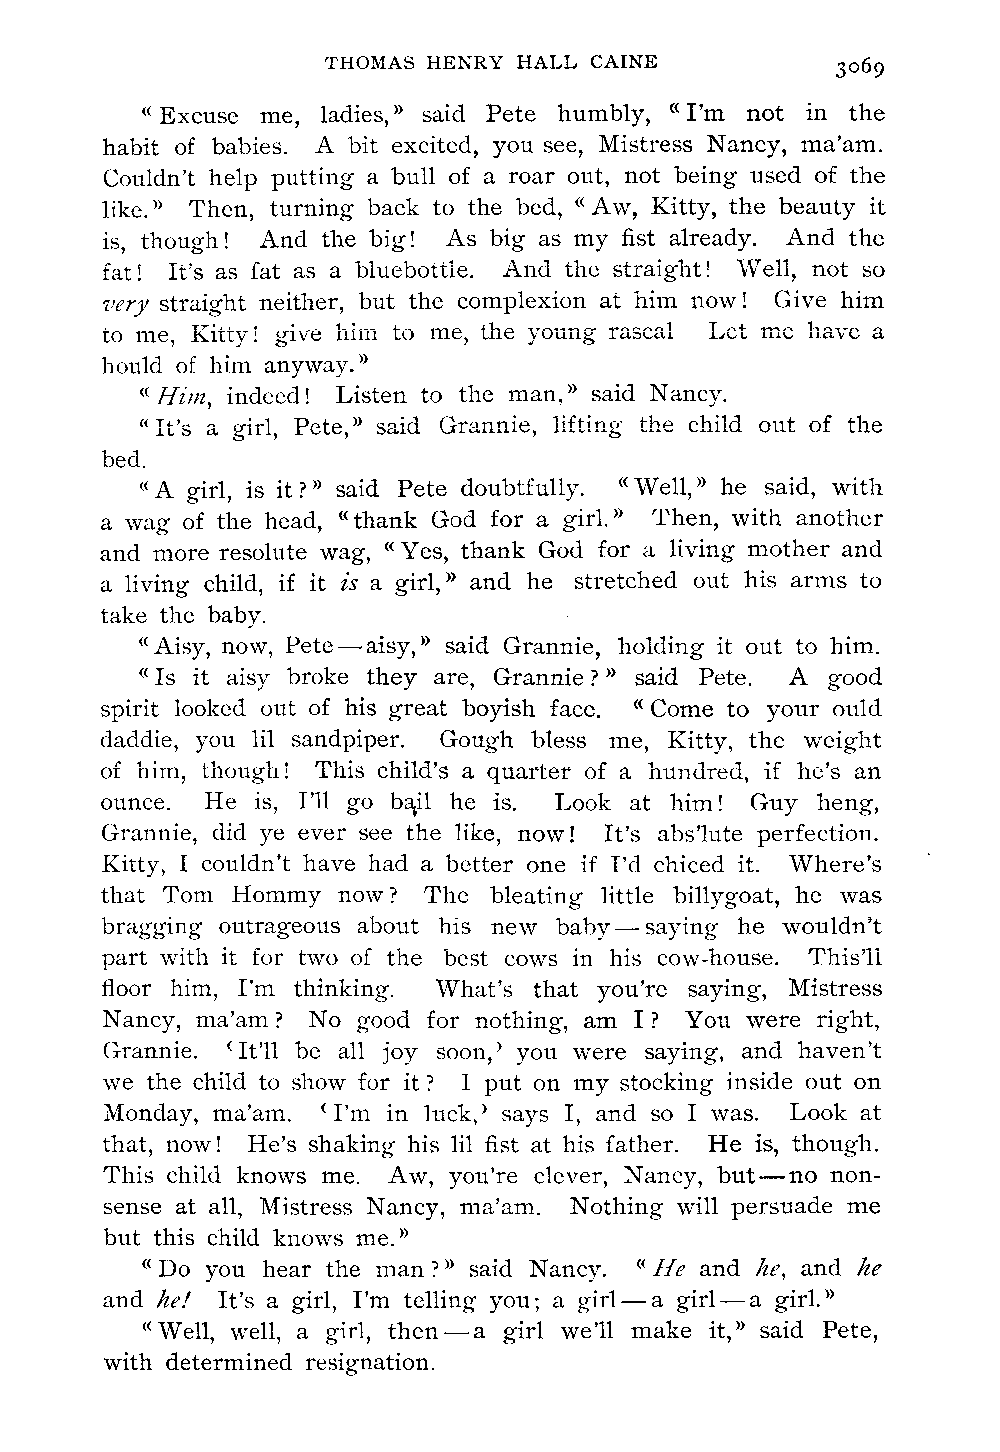 THOMAS HENRY HALL CAINE 3069
« Excuse me, ladies, » said Pete humbly, « I'm not in the
habit of babies. A bit excited, you see, Mistress Nancy, ma'am.
Couldn't help putting a bull of a roar out, not being used of the
like. » Then, turning back to the bed, « Aw, Kitty, the beauty it
is, though! And the big! As big as my fist already. And the
fat! It's as fat as a bluebottle. And the straight! Well, not so
very straight neither, but the complexion at him now! Give him
to me, Kitty! give him to me, the young rascal Let me have a
hould of him anyway. »
« Him, indeed! Listen to the man, » said Nancy.
« It's a girl, Pete, » said Grannie, lifting the child out of the
bed.
« A girl, is it? » said Pete doubtfully. « Well, » he said, with
a wag of the head, « thank God for a girl. » Then, with another
and more resolute wag, « Yes, thank God for a living mother and
a living child, if it is a girl, » and he stretched out his arms to
take the baby.
« Aisy, now, Pete — aisy, » said Grannie, holding it out to him.
« Is it aisy broke they are, Grannie? » said Pete. A good
spirit looked out of his great boyish face. « Come to your ould
daddie, you lil sandpiper. Gough bless me, Kitty, the weight
of him, though! This child's a quarter of a hundred, if he's an
ounce. He is, I'll go bail he is. Look at him! Guy heng,
Grannie, did ye ever see the like, now! It's abs'lute perfection.
Kitty, I couldn't have had a better one if I'd chiced it. Where's
that Tom Hommy now? The bleating little billygoat, he was
bragging outrageous about his new baby — saying he wouldn't
part with it for two of the best cows in his cow-house. This'll
floor him, I'm thinking. What's that you're saying, Mistress
Nancy, ma'am? No good for nothing, am I? You were right,
Grannie. ‹ It'll be all joy soon, › you were saying, and haven't
we the child to show for it? I put on my stocking inside out on
Monday, ma'am. ‹ I'm in luck, › says I, and so I was. Look at
that, now! He's shaking his lil fist at his father. He is, though.
This child knows me. Aw, you're clever, Nancy, but — no non-
sense at all, Mistress Nancy, ma'am. Nothing will persuade me
but this child knows me. »
« Do you hear the man? » said Nancy. « He and he, and he
and he! It's a girl, I'm telling you; a girl — a girl — a girl. »
« Well, well, a girl, then — a girl we'll make it, » said Pete,
with determined resignation.